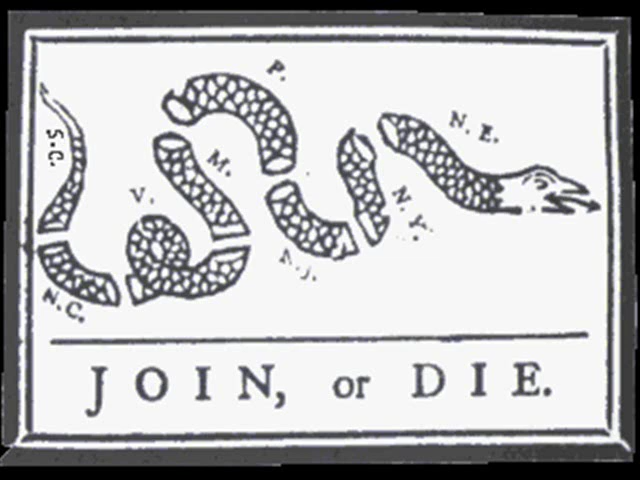 S.C.
N.C.
V.
M.
P.
N.J.
N.Y.
N.E.
JOIN, or DIE.